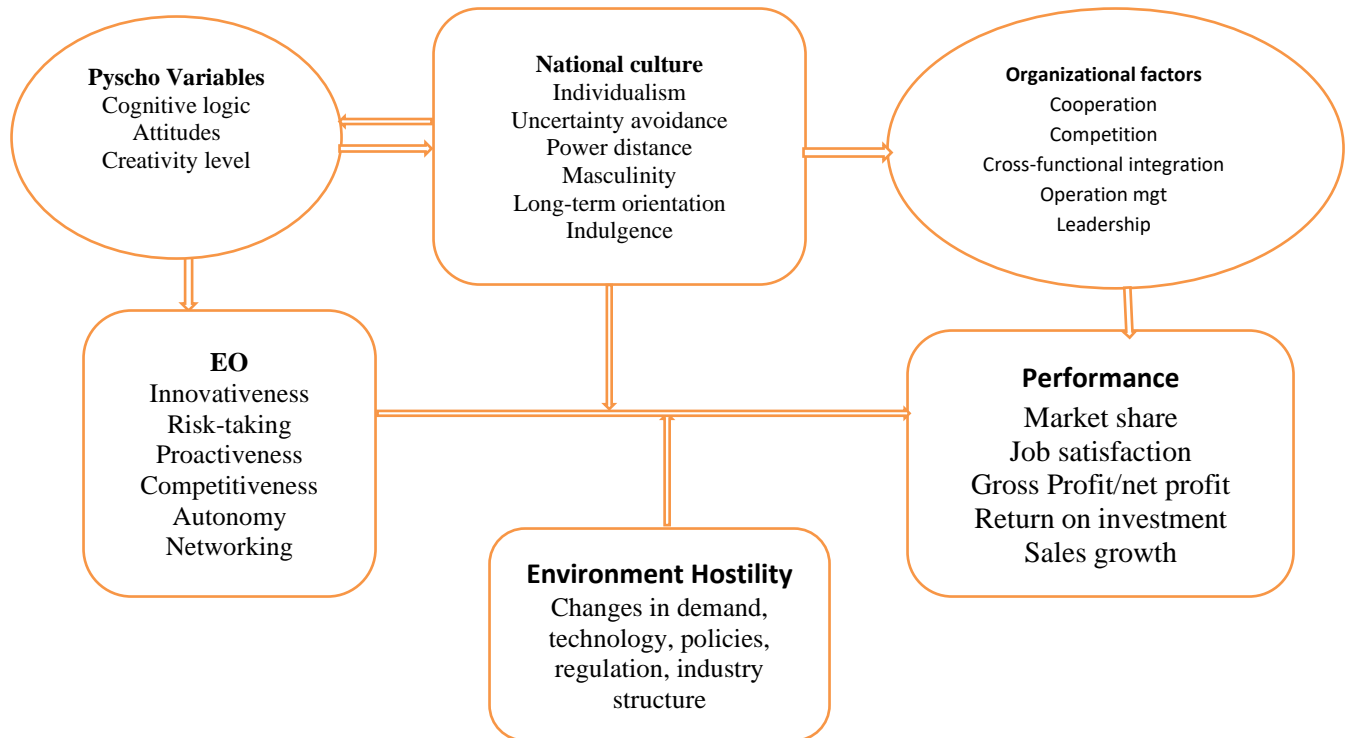 Pyscho Variables
Cognitive logic
Attitudes
Creativity level
National culture
Individualism
Uncertainty avoidance
Power distance
Masculinity
Long-term orientation
Indulgence
Organizational factors
Cooperation
Competition
Cross-functional integration
Operation mgt
Leadership
EO
Innovativeness
Risk-taking
Proactiveness
Competitiveness
Autonomy
Networking
Environment Hostility
Changes in demand,
technology, policies,
regulation, industry
structure
Performance
Market share
Job satisfaction
Gross Profit/net profit
Return on investment
Sales growth